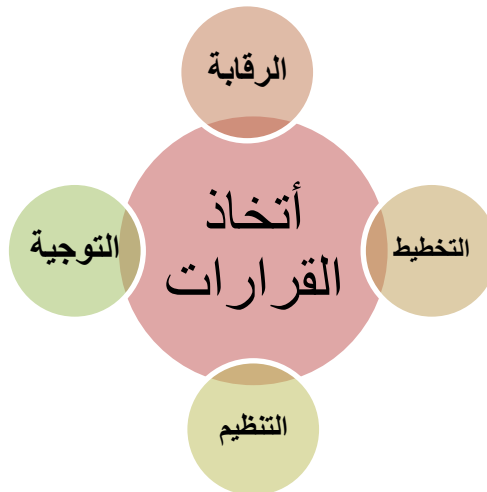 الرقابة
أتخاذ
القرارات
التخطيط
التوجية
التنظيم